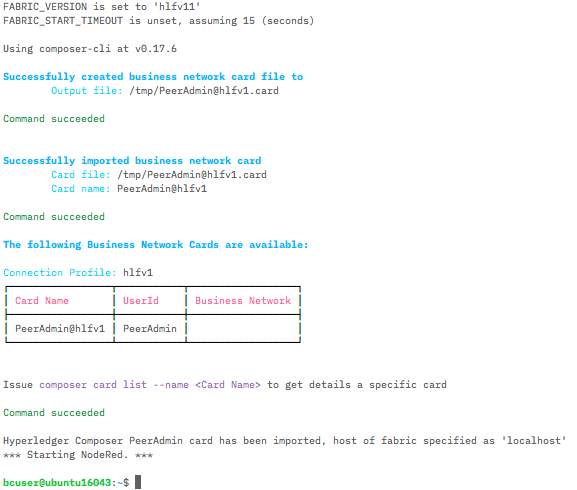 FABRIC_VERSION is set to 'hlfv11'
FABRIC_START_TIMEOUT is unset, assuming 15 (seconds)
Using composer-cli at v0.17.6
Successfully created business network card file to
Output file: /tmp/PeerAdmin@hlfv1.card
Command succeeded
Successfully imported business network card
Card file: /tmp/PeerAdmin@hlfv1.card
Card name: PeerAdmin@hlfv1
Command succeeded
The following Business Network Cards are available:
Connection Profile: hlfv1
Card Name UserId Business Network
PeerAdmin@hlfv1 PeerAdmin
Issue composer card list --name <Card Name> to get details a specific card
Command succeeded
Hyperledger Composer PeerAdmin card has been imported, host of fabric specified as 'localhost'
*** Starting NodeRed. ***
bcuser@ubuntu16043:~$